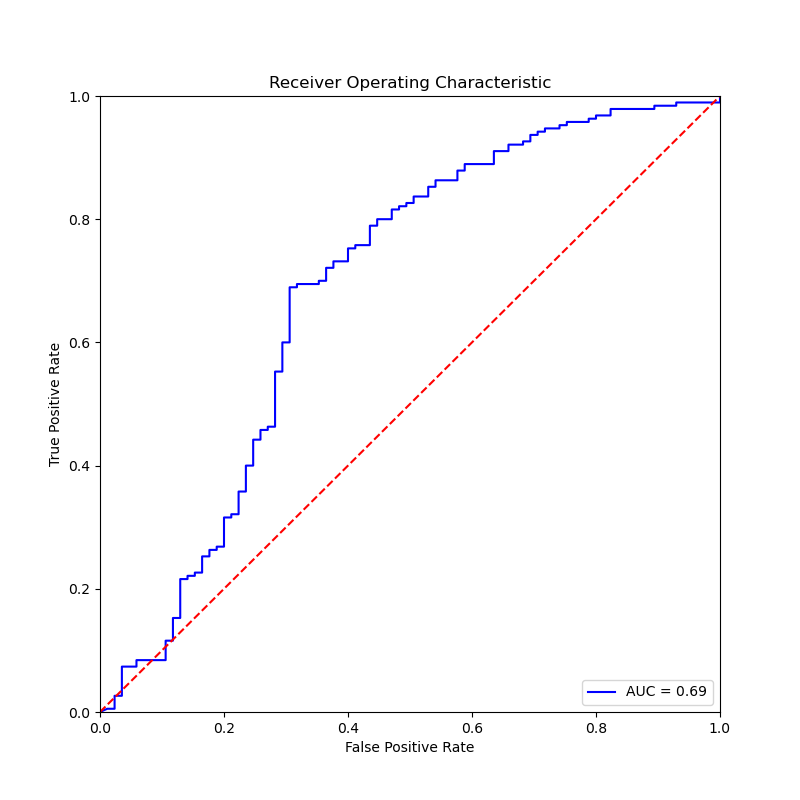 Receiver Operating Characteristic
1.0
0.8
0.6
0.4
0.2
0.0
True Positive Rate
AUC = 0.69
0.0 0.2 0.4 0.6 0.8 1.0
False Positive Rate